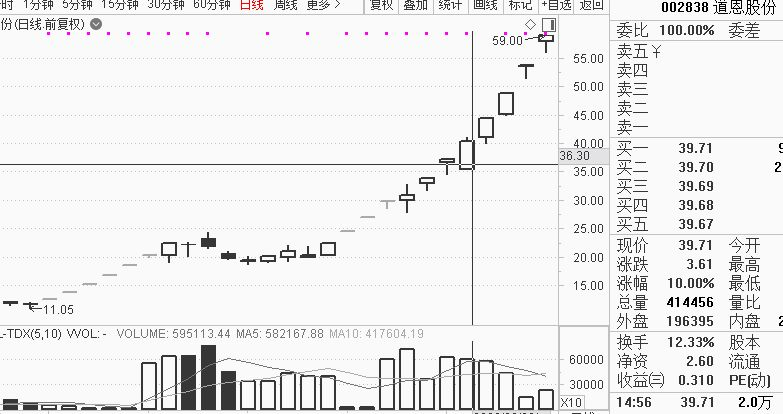 时 1分钟 5分钟 15分钟 30分钟 60分钟 日线 周线 更多 复权 叠加 统计 画线 标记 +自选 返回
002838 道恩股份
份(日线.前复权)
委比 100.00% 委差
59.00
卖五 ¥
55.00
卖四
50.00
卖三
卖二
45.00
卖一
40.00
36.30
买一 39.71 9
35.00
买二 39.70 2
买三 39.69
30.00
买四 39.68
25.00
买五 39.67
20.00
现价 39.71 今开
15.00
涨跌 3.61 最高
涨幅 10.00% 最低
11.05
总量 414456 量比
外盘 196395 内盘 2
L-TDX(5,10) VVOL: - VOLUME: 595113.44 MA5: 582167.88 MA10: 417604.19
换手 12.33% 股本
60000
净资 2.60 流通
30000
收益㈢ 0.310 PE(动)
X10
14:56 39.71 2.0万